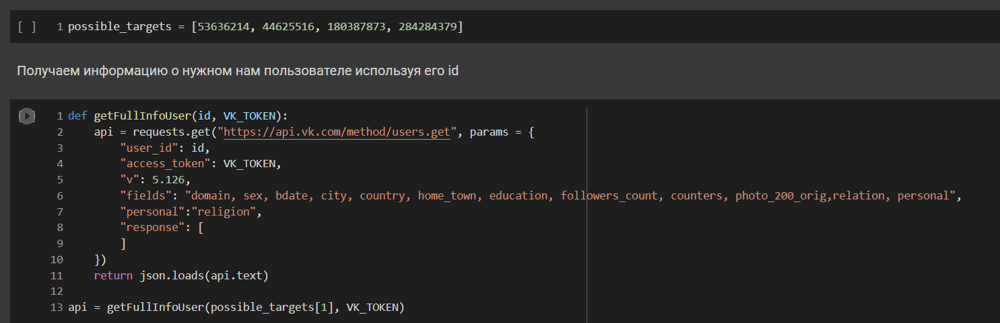 [ ] 1 possible_targets = [53636214, 44625516, 180387873, 284284379]
Получаем информацию о нужном нам пользователе используя его id
1 def getFullInfoUser(id, VK_TOKEN):
2     api = requests.get("https://api.vk.com/method/users.get", params = {
3         "user_id": id,
4         "access_token": VK_TOKEN,
5         "v": 5.126,
6         "fields": "domain, sex, bdate, city, country, home_town, education, followers_count, counters, photo_200_orig,relation, personal",
7         "personal":"religion",
8         "response": [
9         ]
10     })
11     return json.loads(api.text)
12
13 api = getFullInfoUser(possible_targets[1], VK_TOKEN)